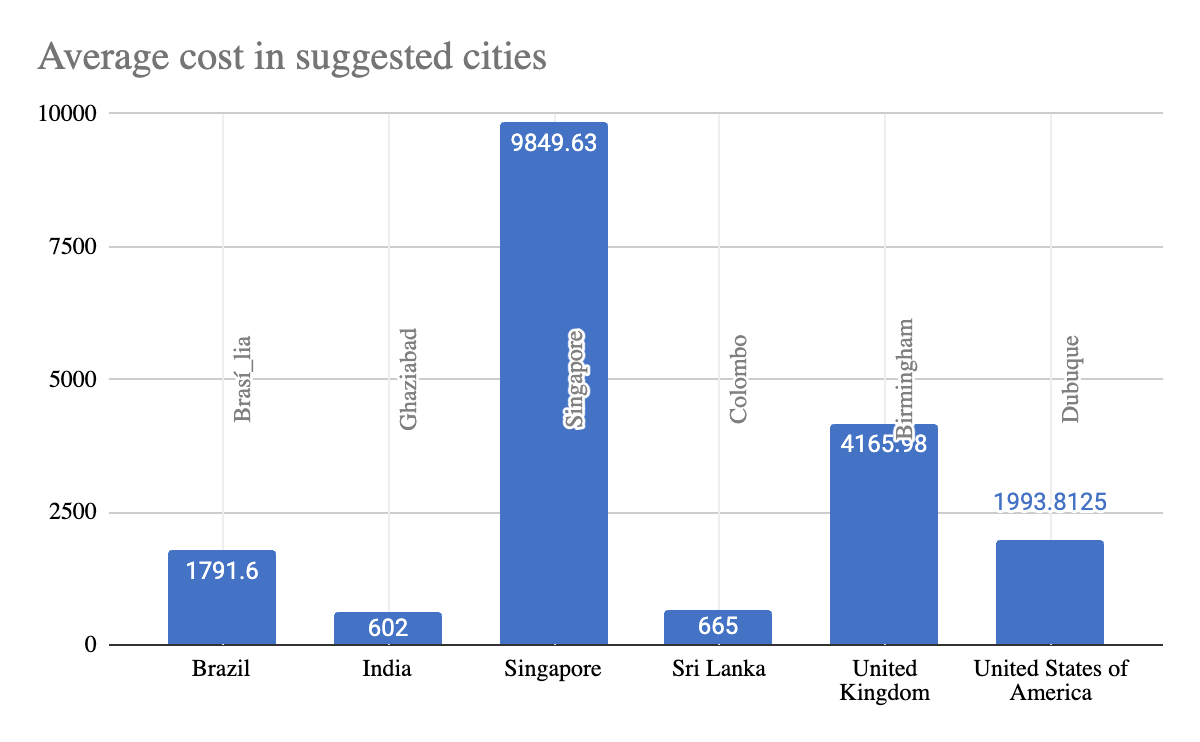 Average cost in suggested cities
10000
7500
5000
2500
0
9849.63
4165.98
1993.8125
1791.6
602
665
Brasí_lia
Ghaziabad
Singapore
Colombo
Birmingham
Dubuque
Brazil
India
Singapore
Sri Lanka
United
Kingdom
United States of
America